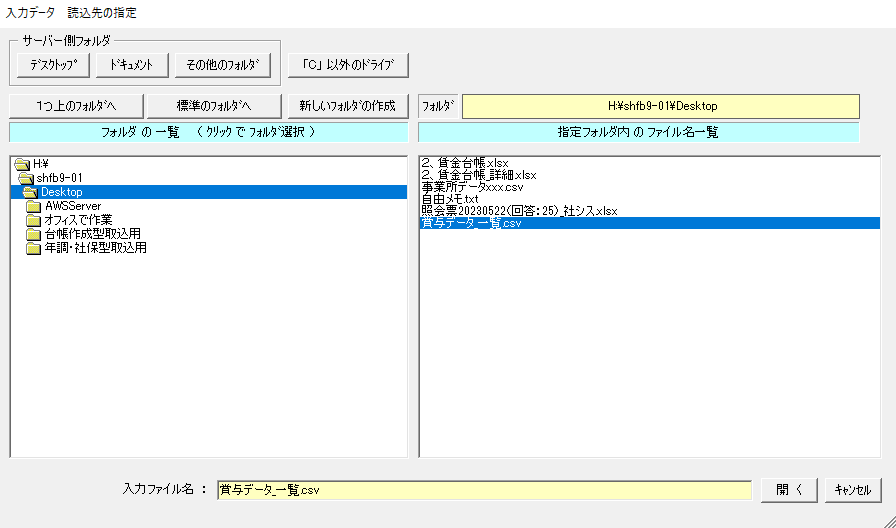 入力データ　読込先の指定
サーバー側フォルダ
ﾃﾞｽｸﾄｯﾌﾟ
ﾄﾞｷｭﾒﾝﾄ
その他のﾌｫﾙﾀﾞ
「C」以外のﾄﾞﾗｲﾌﾞ
1つ上のﾌｫﾙﾀﾞへ
標準のﾌｫﾙﾀﾞへ
新しいﾌｫﾙﾀﾞの作成
ﾌｫﾙﾀﾞ
H:¥shfb9-01¥Desktop
フォルダ の 一覧　（ ｸﾘｯｸ で ﾌｫﾙﾀﾞ選択 ）
指定フォルダ内 の ファイル名一覧
H:¥
shfb9-01
Desktop
AWSServer
オフィスで作業
台帳作成型取込用
年調・社保型取込用
２、賃金台帳.xlsx
２、賃金台帳_詳細.xlsx
事業所データxxx.csv
自由メモ.txt
照会票20230522(回答：25)_社シス.xlsx
賞与データ_一覧.csv
入力ファイル名 ：
賞与データ_一覧.csv
開 く
ｷｬﾝｾﾙ